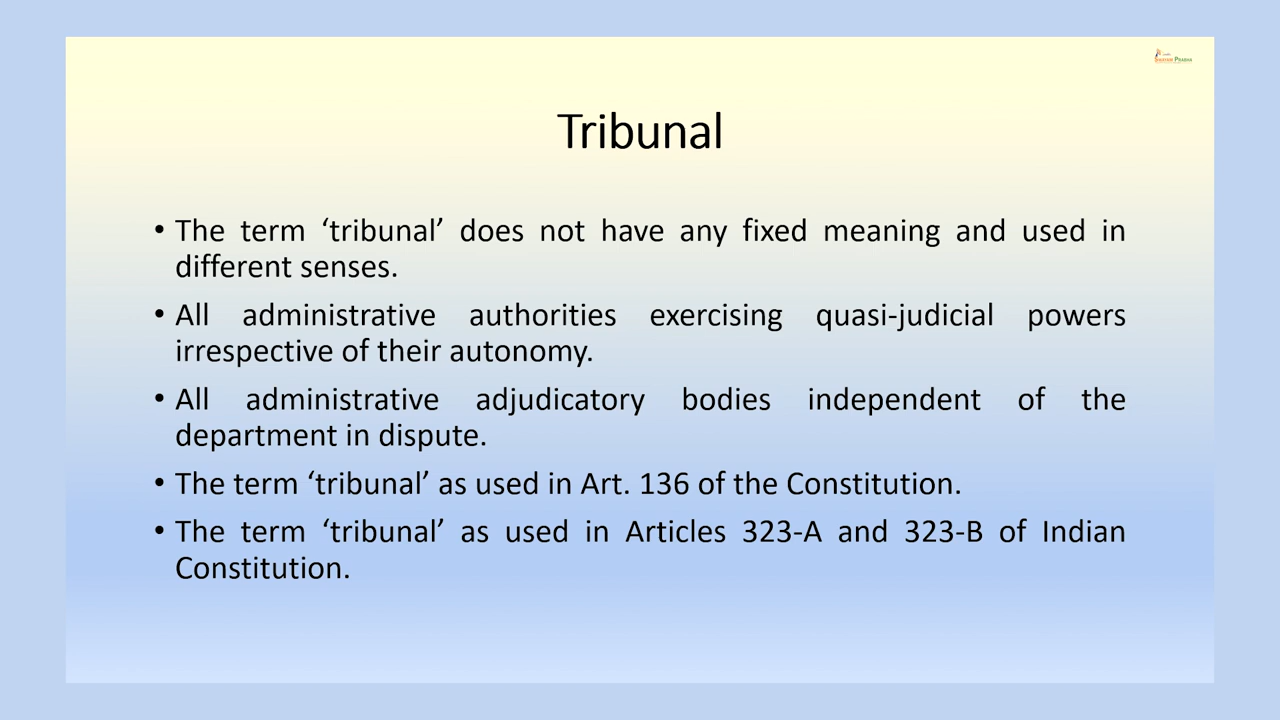 Tribunal
• The term ‘tribunal’ does not have any fixed meaning and used in
different senses.
• All administrative authorities exercising quasi-judicial powers
irrespective of their autonomy.
• All administrative adjudicatory bodies independent of the
department in dispute.
• The term ‘tribunal’ as used in Art. 136 of the Constitution.
• The term ‘tribunal’ as used in Articles 323-A and 323-B of Indian
Constitution.